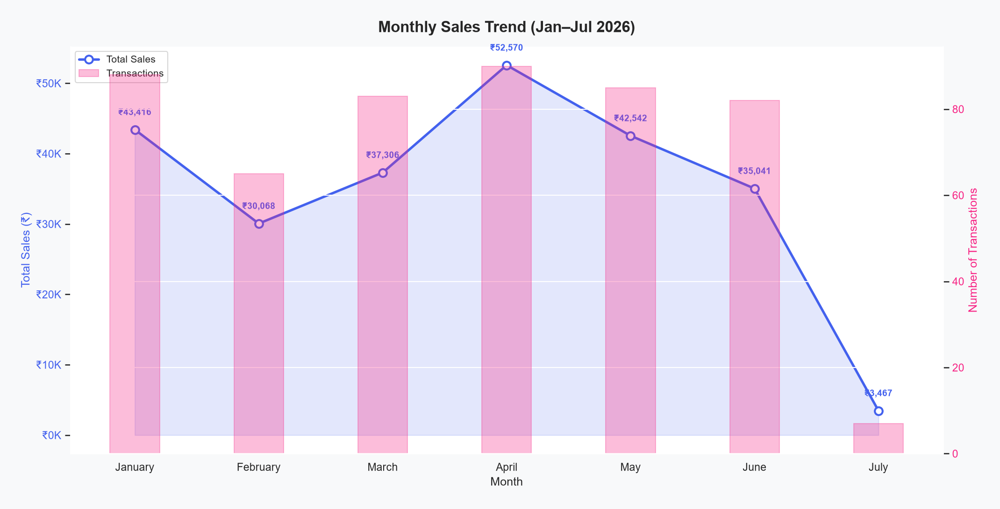 Monthly Sales Trend (Jan–Jul 2026)
Total Sales
Transactions
₹52,570
₹43,416
₹37,306
₹30,068
₹42,542
₹35,041
₹3,467
₹50K
₹40K
₹30K
₹20K
₹10K
₹0K
Total Sales (₹)
80
60
40
20
0
Number of Transactions
January
February
March
April
May
June
July
Month